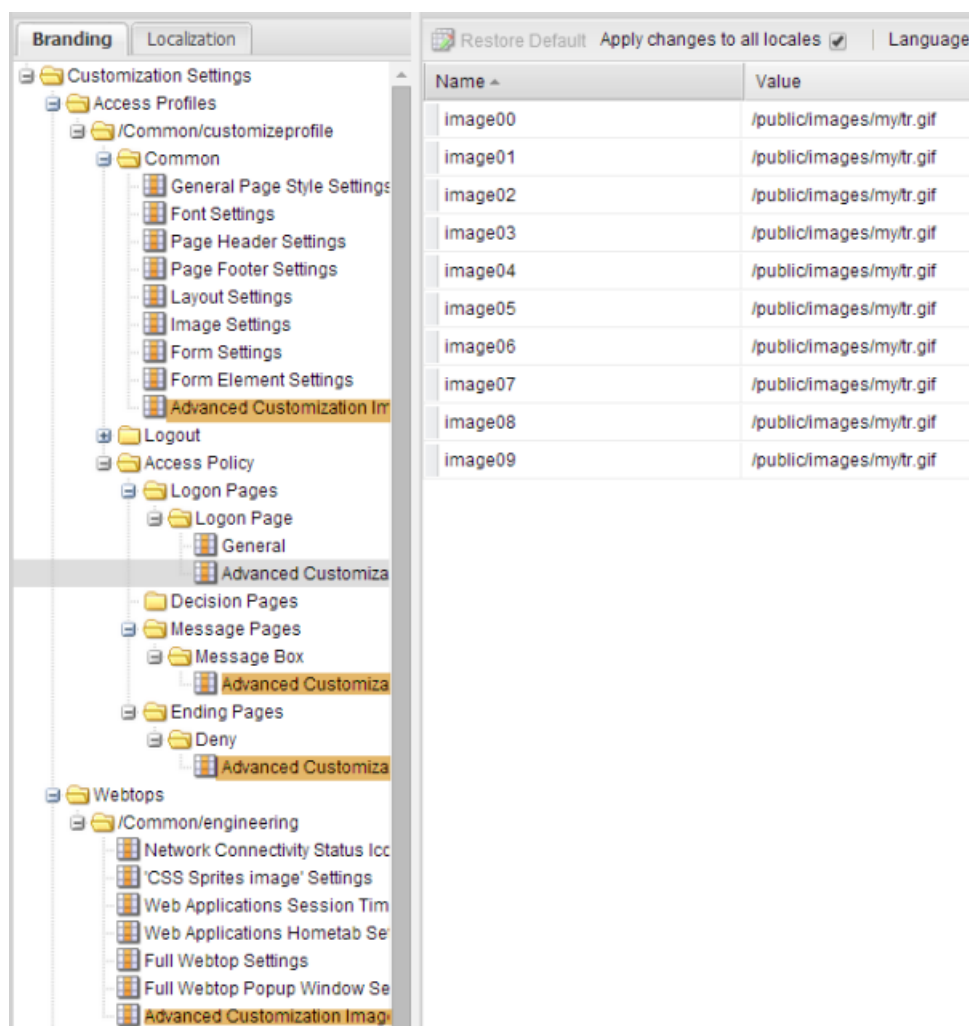 Branding
Localization
Customization Settings
Access Profiles
/Common/customizeprofile
Common
General Page Style Settings
Font Settings
Page Header Settings
Page Footer Settings
Layout Settings
Image Settings
Form Settings
Form Element Settings
Advanced Customization Im
Logout
Access Policy
Logon Pages
Logon Page
General
Advanced Customiza
Decision Pages
Message Pages
Message Box
Advanced Customiza
Ending Pages
Deny
Advanced Customiza
Webtops
/Common/engineering
Network Connectivity Status Icc
'CSS Sprites image' Settings
Web Applications Session Tim
Web Applications Hometab Se
Full Webtop Settings
Full Webtop Popup Window Se
Advanced Customization Imag
Restore Default Apply changes to all locales Language
Name Value
image00 /public/images/my/tr.gif
image01 /public/images/my/tr.gif
image02 /public/images/my/tr.gif
image03 /public/images/my/tr.gif
image04 /public/images/my/tr.gif
image05 /public/images/my/tr.gif
image06 /public/images/my/tr.gif
image07 /public/images/my/tr.gif
image08 /public/images/my/tr.gif
image09 /public/images/my/tr.gif